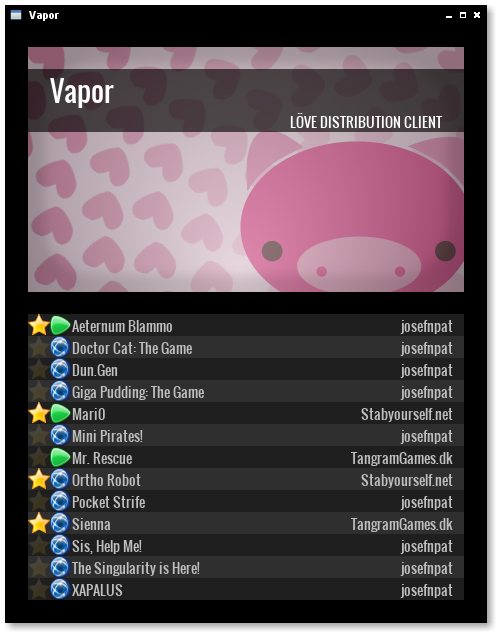 Vapor
Vapor
LÖVE DISTRIBUTION CLIENT
Aeternum Blammo josefnpat
Doctor Cat: The Game josefnpat
Dun.Gen josefnpat
Giga Pudding: The Game josefnpat
Mari0 Stabyourself.net
Mini Pirates! josefnpat
Mr. Rescue TangramGames.dk
Ortho Robot Stabyourself.net
Pocket Strife josefnpat
Sienna TangramGames.dk
Sis, Help Me! josefnpat
The Singularity is Here! josefnpat
XAPALUS josefnpat